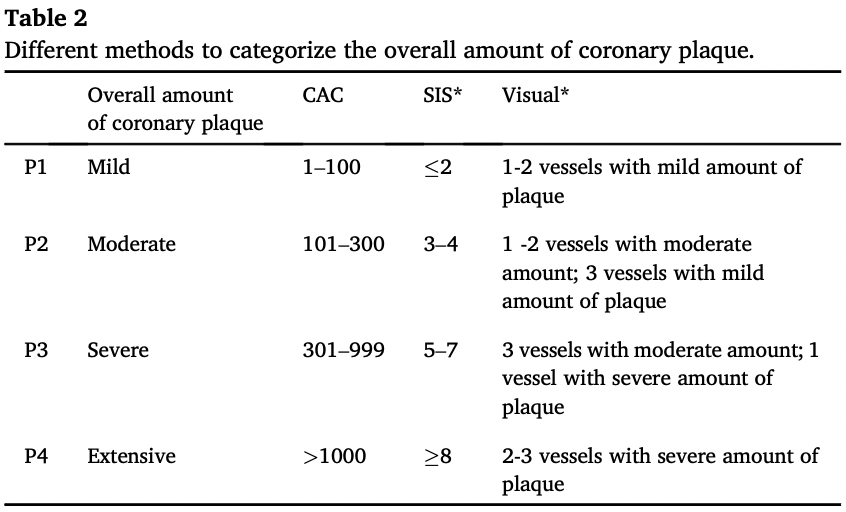 Table 2
Different methods to categorize the overall amount of coronary plaque.
Overall amount of coronary plaque CAC SIS* Visual*
P1 Mild 1–100 ≤2 1-2 vessels with mild amount of
plaque
P2 Moderate 101–300 3–4 1 -2 vessels with moderate
amount; 3 vessels with mild
amount of plaque
P3 Severe 301–999 5–7 3 vessels with moderate amount; 1
vessel with severe amount of
plaque
P4 Extensive >1000 ≥8 2-3 vessels with severe amount of
plaque